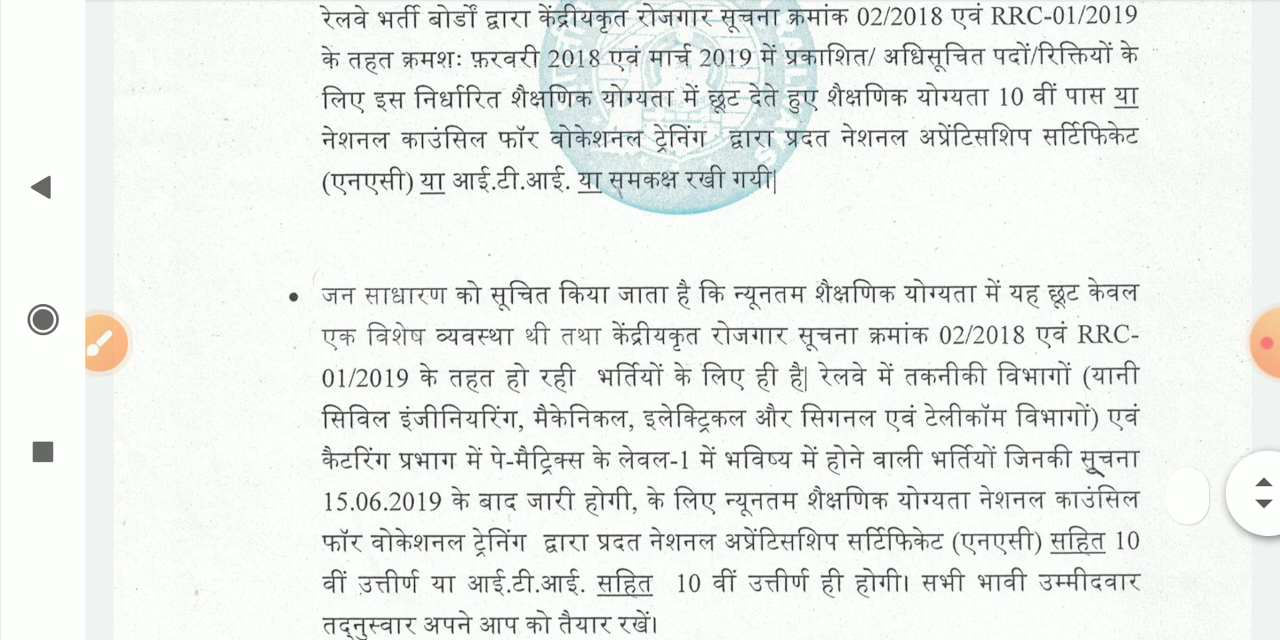 रेलवे भर्ती बोर्डों द्वारा केंद्रीयकृत रोजगार सूचना क्रमांक 02/2018 एवं RRC-01/2019
के तहत क्रमशः फ़रवरी 2018 एवं मार्च 2019 में प्रकाशित/ अधिसूचित पदों/रिक्तियों के
लिए इस निर्धारित शैक्षणिक योग्यता में छूट देते हुए शैक्षणिक योग्यता 10 वीं पास या
नेशनल काउंसिल फॉर वोकेशनल ट्रेनिंग द्वारा प्रदत नेशनल अप्रेंटिसशिप सर्टिफिकेट
(एनएसी) या आई.टी.आई. या समकक्ष रखी गयी|
• जन साधारण को सूचित किया जाता है कि न्यूनतम शैक्षणिक योग्यता में यह छूट केवल
एक विशेष व्यवस्था थी तथा केंद्रीयकृत रोजगार सूचना क्रमांक 02/2018 एवं RRC-
01/2019 के तहत हो रही भर्तियों के लिए ही है| रेलवे में तकनीकी विभागों (यानी
सिविल इंजीनियरिंग, मैकेनिकल, इलेक्ट्रिकल और सिगनल एवं टेलीकॉम विभागों) एवं
कैटरिंग प्रभाग में पे-मैट्रिक्स के लेवल-1 में भविष्य में होने वाली भर्तियों जिनकी सूचना
15.06.2019 के बाद जारी होगी, के लिए न्यूनतम शैक्षणिक योग्यता नेशनल काउंसिल
फॉर वोकेशनल ट्रेनिंग द्वारा प्रदत नेशनल अप्रेंटिसशिप सर्टिफिकेट (एनएसी) सहित 10
वीं उत्तीर्ण या आई.टी.आई. सहित 10 वीं उत्तीर्ण ही होगी। सभी भावी उम्मीदवार
तद्नुस्वार अपने आप को तैयार रखें।